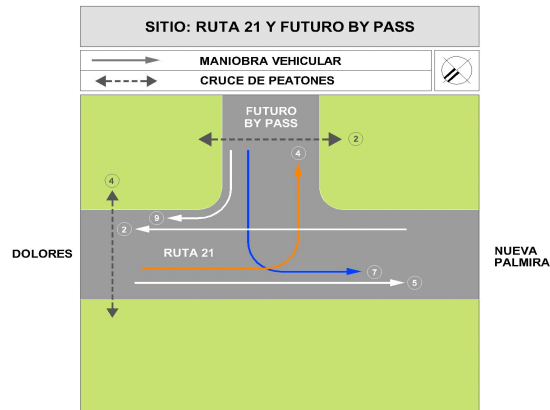 SITIO: RUTA 21 Y FUTURO BY PASS
MANIOBRA VEHICULAR
CRUCE DE PEATONES
FUTURO
BY PASS
2
4
4
9
2
DOLORES
RUTA 21
NUEVA
PALMIRA
7
5